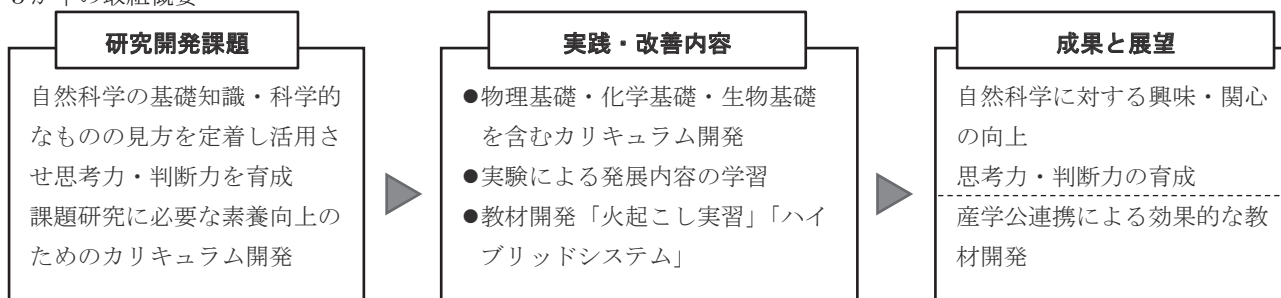 研究開発課題
自然科学の基礎知識・科学的
なものの見方を定着し活用さ
せ思考力・判断力を育成
課題研究に必要な素養向上の
ためのカリキュラム開発
実践・改善内容
●物理基礎・化学基礎・生物基礎
を含むカリキュラム開発
●実験による発展内容の学習
●教材開発「火起こし実習」「ハイ
ブリッドシステム」
成果と展望
自然科学に対する興味・関心
の向上
思考力・判断力の育成
産学公連携による効果的な教
材開発